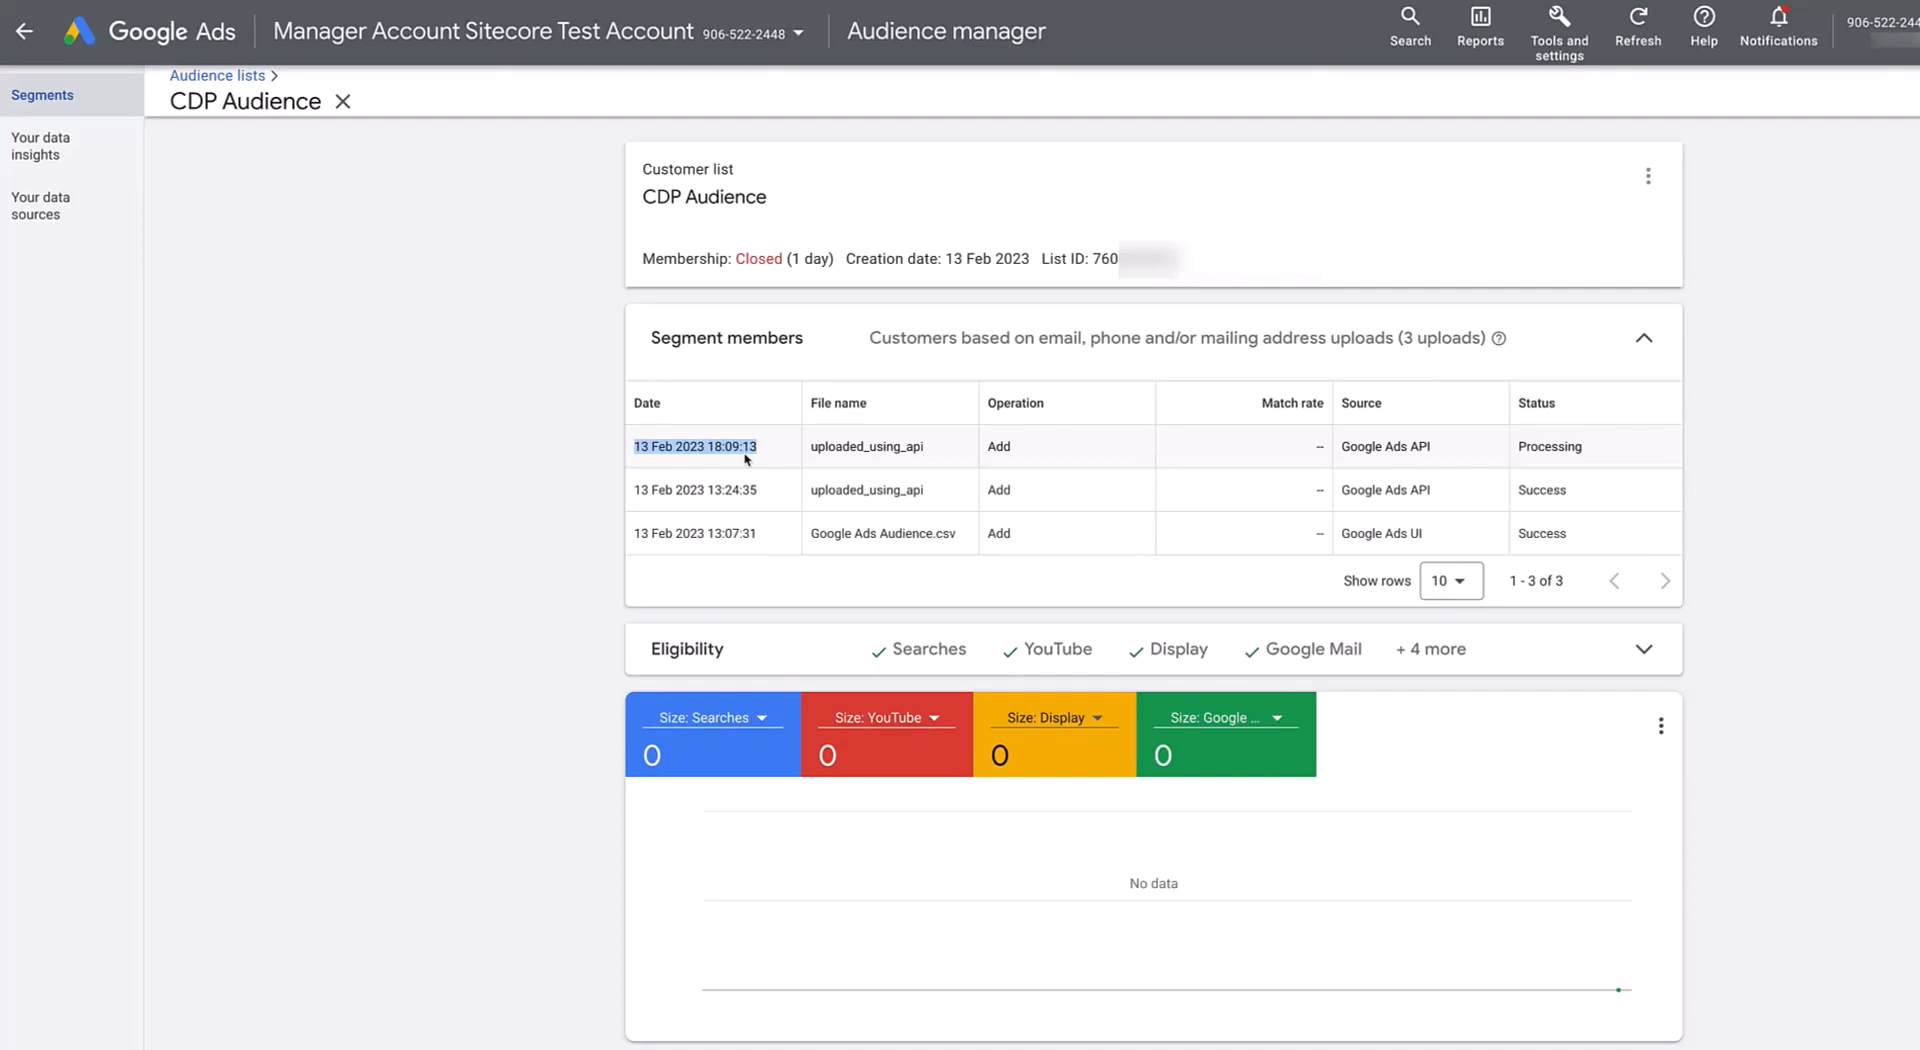 Google Ads
Manager Account Sitecore Test Account 906-522-2448
Audience manager
Search
Reports
Tools and
settings
Refresh
Help
Notifications
906-522-244
Segments
Your data
insights
Your data
sources
Audience lists >
CDP Audience
Customer list
CDP Audience
Membership: Closed (1 day) Creation date: 13 Feb 2023 List ID: 760
Segment members Customers based on email, phone and/or mailing address uploads (3 uploads)
Date File name Operation Match rate Source Status
13 Feb 2023 18:09:13 uploaded_using_api Add -- Google Ads API Processing
13 Feb 2023 13:24:35 uploaded_using_api Add -- Google Ads API Success
13 Feb 2023 13:07:31 Google Ads Audience.csv Add -- Google Ads UI Success
Show rows 10 1 - 3 of 3
Eligibility Searches YouTube Display Google Mail + 4 more
Size: Searches Size: YouTube Size: Display Size: Google ...
0 0 0 0
No data